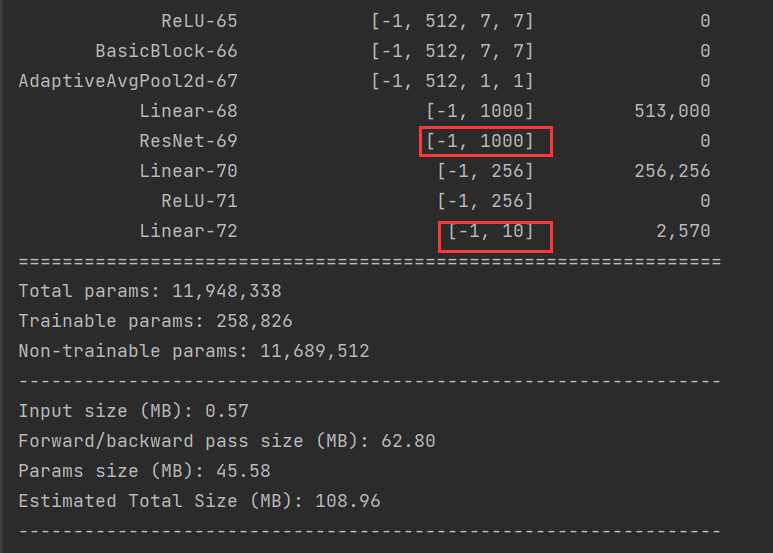 ReLU-65 [-1, 512, 7, 7] 0
BasicBlock-66 [-1, 512, 7, 7] 0
AdaptiveAvgPool2d-67 [-1, 512, 1, 1] 0
Linear-68 [-1, 1000] 513,000
ResNet-69 [-1, 1000] 0
Linear-70 [-1, 256] 256,256
ReLU-71 [-1, 256] 0
Linear-72 [-1, 10] 2,570
================================================================
Total params: 11,948,338
Trainable params: 258,826
Non-trainable params: 11,689,512
----------------------------------------------------------------
Input size (MB): 0.57
Forward/backward pass size (MB): 62.80
Params size (MB): 45.58
Estimated Total Size (MB): 108.96
----------------------------------------------------------------